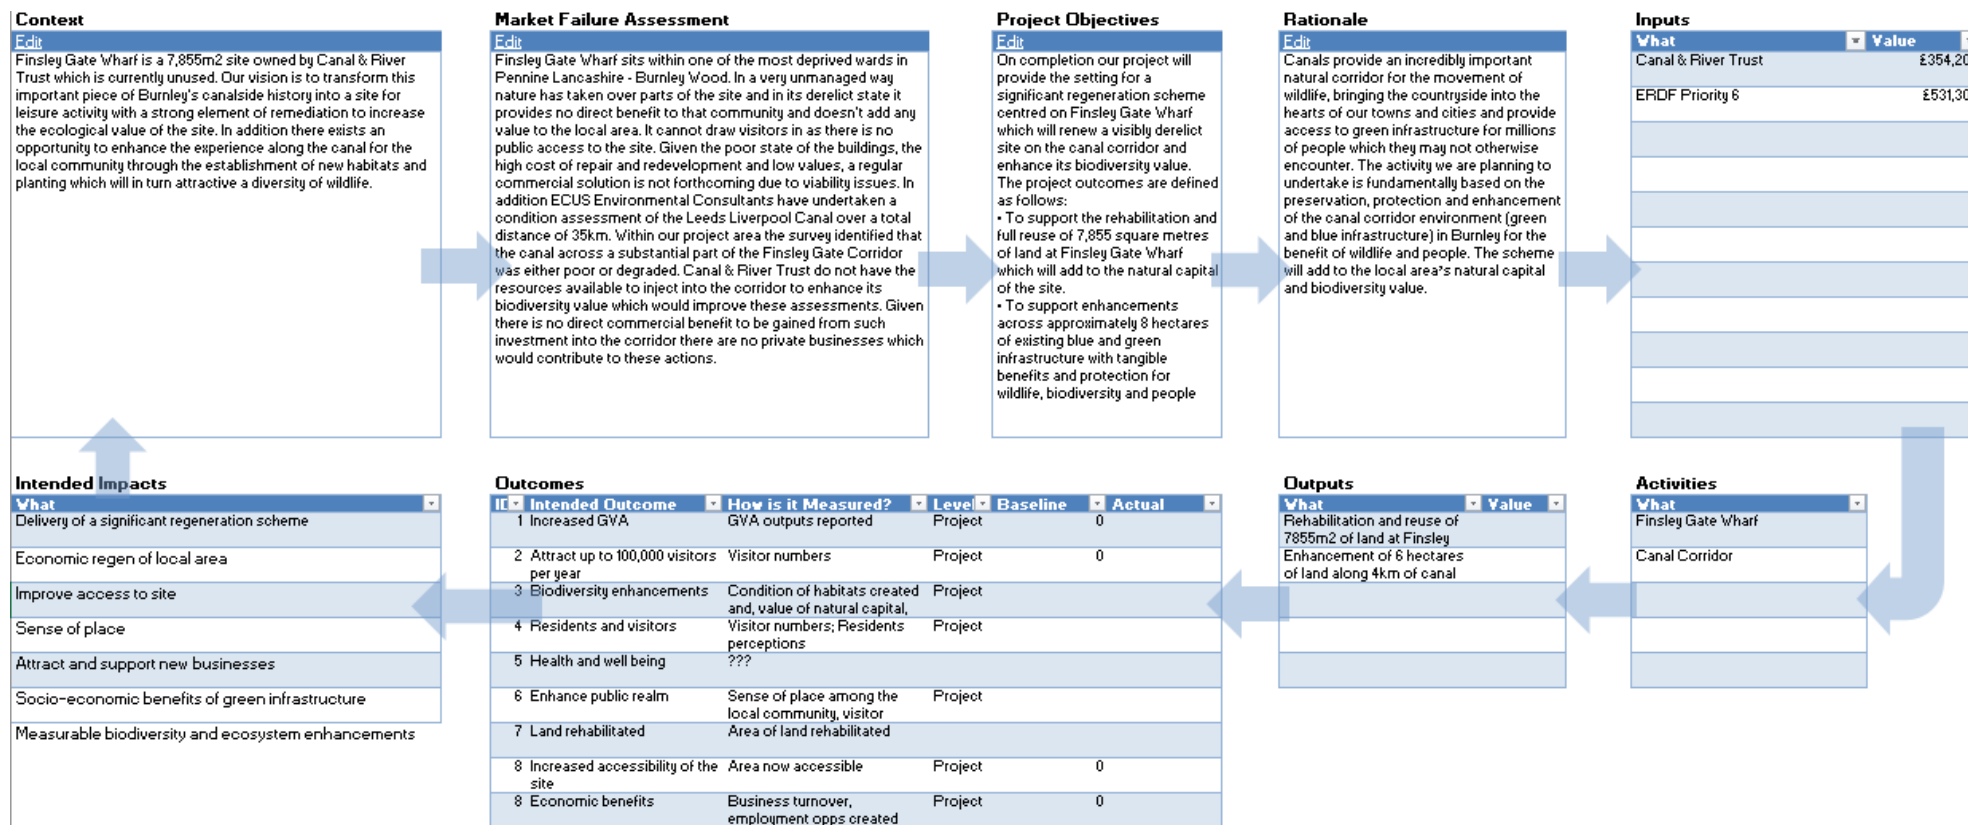 Context
Edit
Finsley Gate Wharf is a 7,855m2 site owned by Canal & River
Trust which is currently unused. Our vision is to transform this
important piece of Burnley's canalside history into a site for
leisure activity with a strong element of remediation to increase
the ecological value of the site. In addition there exists an
opportunity to enhance the experience along the canal for the
local community through the establishment of new habitats and
planting which will in turn attractive a diversity of wildlife.
Market Failure Assessment
Edit
Finsley Gate Wharf sits within one of the most deprived wards in
Pennine Lancashire - Burnley Wood. In a very unmanaged way
nature has taken over parts of the site and in its derelict state it
provides no direct benefit to that community and doesn't add any
value to the local area. It cannot draw visitors in as there is no
public access to the site. Given the poor state of the buildings, the
high cost of repair and redevelopment and low values, a regular
commercial solution is not forthcoming due to viability issues. In
addition ECUS Environmental Consultants have undertaken a
condition assessment of the Leeds Liverpool Canal over a total
distance of 35km. Within our project area the survey identified that
the canal across a substantial part of the Finsley Gate Corridor
was either poor or degraded. Canal & River Trust do not have the
resources available to inject into the corridor to enhance its
biodiversity value which would improve these assessments. Given
there is no direct commercial benefit to be gained from such
investment into the corridor there are no private businesses which
would contribute to these actions.
Project Objectives
Edit
On completion our project will
provide the setting for a
significant regeneration scheme
centred on Finsley Gate Wharf
which will renew a visibly derelict
site on the canal corridor and
enhance its biodiversity value.
The project outcomes are defined
as follows:
• To support the rehabilitation and
full reuse of 7,855 square metres
of land at Finsley Gate Wharf
which will add to the natural capital
of the site.
• To support enhancements
across approximately 8 hectares
of existing blue and green
infrastructure with tangible
benefits and protection for
wildlife, biodiversity and people
Rationale
Edit
Canals provide an incredibly important
natural corridor for the movement of
wildlife, bringing the countryside into the
hearts of our towns and cities and provide
access to green infrastructure for millions
of people which they may not otherwise
encounter. The activity we are planning to
undertake is fundamentally based on the
preservation, protection and enhancement
of the canal corridor environment (green
and blue infrastructure) in Burnley for the
benefit of wildlife and people. The scheme
will add to the local area's natural capital
and biodiversity value.
Inputs
What Value
Canal & River Trust £354,20
ERDF Priority 6 £531,30
Intended Impacts
What
Delivery of a significant regeneration scheme
Economic regen of local area
Improve access to site
Sense of place
Attract and support new businesses
Socio-economic benefits of green infrastructure
Measurable biodiversity and ecosystem enhancements
Outcomes
ID Intended Outcome How is it Measured? Level Baseline Actual
1 Increased GVA GVA outputs reported Project 0
2 Attract up to 100,000 visitors Visitor numbers Project 0
per year
3 Biodiversity enhancements Condition of habitats created Project
and, value of natural capital,
4 Residents and visitors Visitor numbers; Residents Project
perceptions
5 Health and well being ???
6 Enhance public realm Sense of place among the Project
local community, visitor
7 Land rehabilitated Area of land rehabilitated
8 Increased accessibility of the Area now accessible Project 0
site
8 Economic benefits Business turnover, Project 0
employment opps created
Outputs
What Value
Rehabilitation and reuse of
7855m2 of land at Finsley
Enhancement of 6 hectares
of land along 4km of canal
Activities
What
Finsley Gate Wharf
Canal Corridor